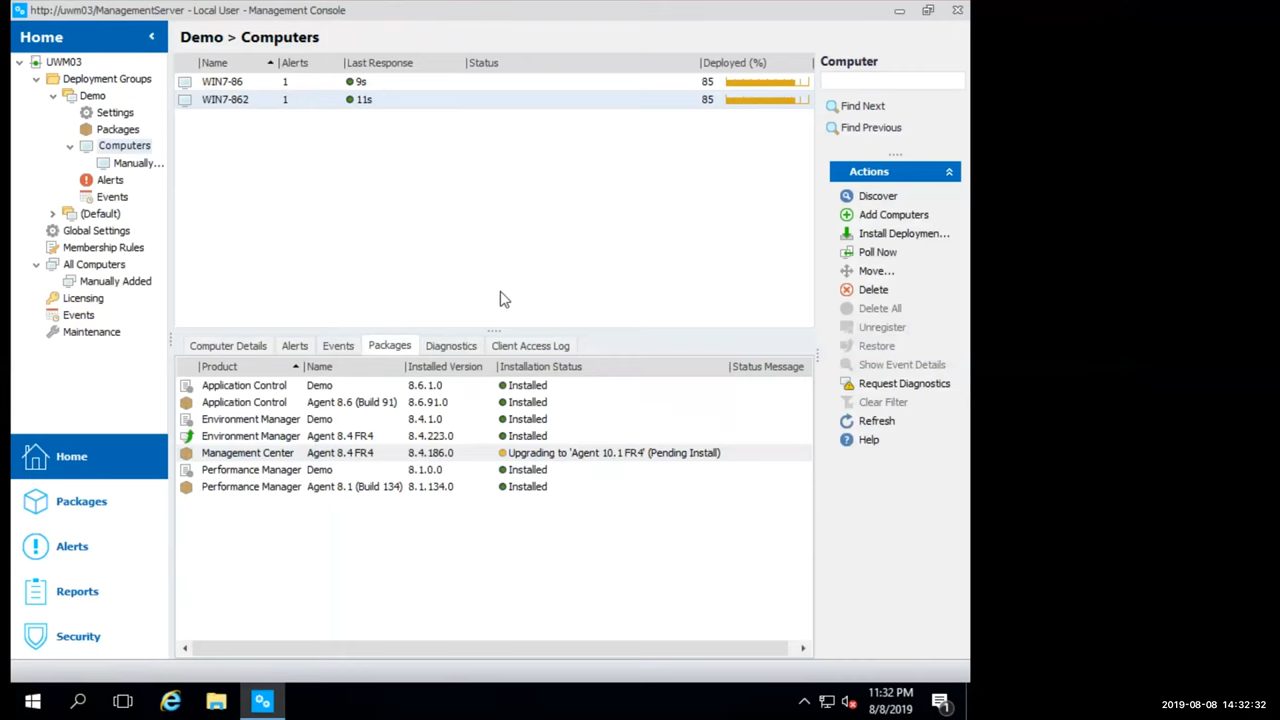 http://uwm03/ManagementServer - Local User - Management Console
Home
UWM03
Deployment Groups
Demo
Settings
Packages
Computers
Manually...
Alerts
Events
(Default)
Global Settings
Membership Rules
All Computers
Manually Added
Licensing
Events
Maintenance
Home
Packages
Alerts
Reports
Security
Demo > Computers
Name Alerts Last Response Status Deployed (%)
WIN7-86 1 9s 85
WIN7-862 1 11s 85
Computer Details Alerts Events Packages Diagnostics Client Access Log
Product Name Installed Version Installation Status Status Message
Application Control Demo 8.6.1.0 Installed
Application Control Agent 8.6 (Build 91) 8.6.91.0 Installed
Environment Manager Demo 8.4.1.0 Installed
Environment Manager Agent 8.4 FR4 8.4.223.0 Installed
Management Center Agent 8.4 FR4 8.4.186.0 Upgrading to 'Agent 10.1 FR4' (Pending Install)
Performance Manager Demo 8.1.0.0 Installed
Performance Manager Agent 8.1 (Build 134) 8.1.134.0 Installed
Computer
Find Next
Find Previous
Actions
Discover
Add Computers
Install Deploymen...
Poll Now
Move...
Delete
Delete All
Unregister
Restore
Show Event Details
Request Diagnostics
Clear Filter
Refresh
Help
11:32 PM
8/8/2019
1
2019-08-08 14:32:32